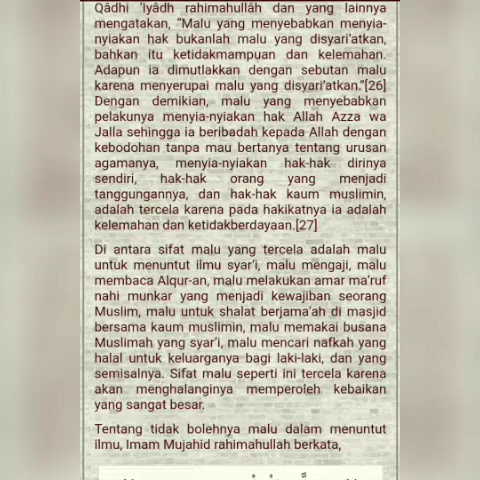 Qâdhi 'Iyâdh rahimahullâh dan yang lainnya
mengatakan, "Malu yang menyebabkan menyia-
nyiakan hak bukanlah malu yang disyari'atkan,
bahkan itu ketidakmampuan dan kelemahan.
Adapun ia dimutlakkan dengan sebutan malu
karena menyerupai malu yang disyari'atkan."[26]
Dengan demikian, malu yang menyebabkan
pelakunya menyia-nyiakan hak Allah Azza wa
Jalla sehingga ia beribadah kepada Allah dengan
kebodohan tanpa mau bertanya tentang urusan
agamanya, menyia-nyiakan hak-hak dirinya
sendiri, hak-hak orang yang menjadi
tanggungannya, dan hak-hak kaum muslimin,
adalah tercela karena pada hakikatnya ia adalah
kelemahan dan ketidakberdayaan.[27]
Di antara sifat malu yang tercela adalah malu
untuk menuntut ilmu syar'i, malu mengaji, malu
membaca Alqur-an, malu melakukan amar ma'ruf
nahi munkar yang menjadi kewajiban seorang
Muslim, malu untuk shalat berjama'ah di masjid
bersama kaum muslimin, malu memakai busana
Muslimah yang syar'i, malu mencari nafkah yang
halal untuk keluarganya bagi laki-laki, dan yang
semisalnya. Sifat malu seperti ini tercela karena
akan menghalanginya memperoleh kebaikan
yang sangat besar.
Tentang tidak bolehnya malu dalam menuntut
ilmu, Imam Mujahid rahimahullah berkata,